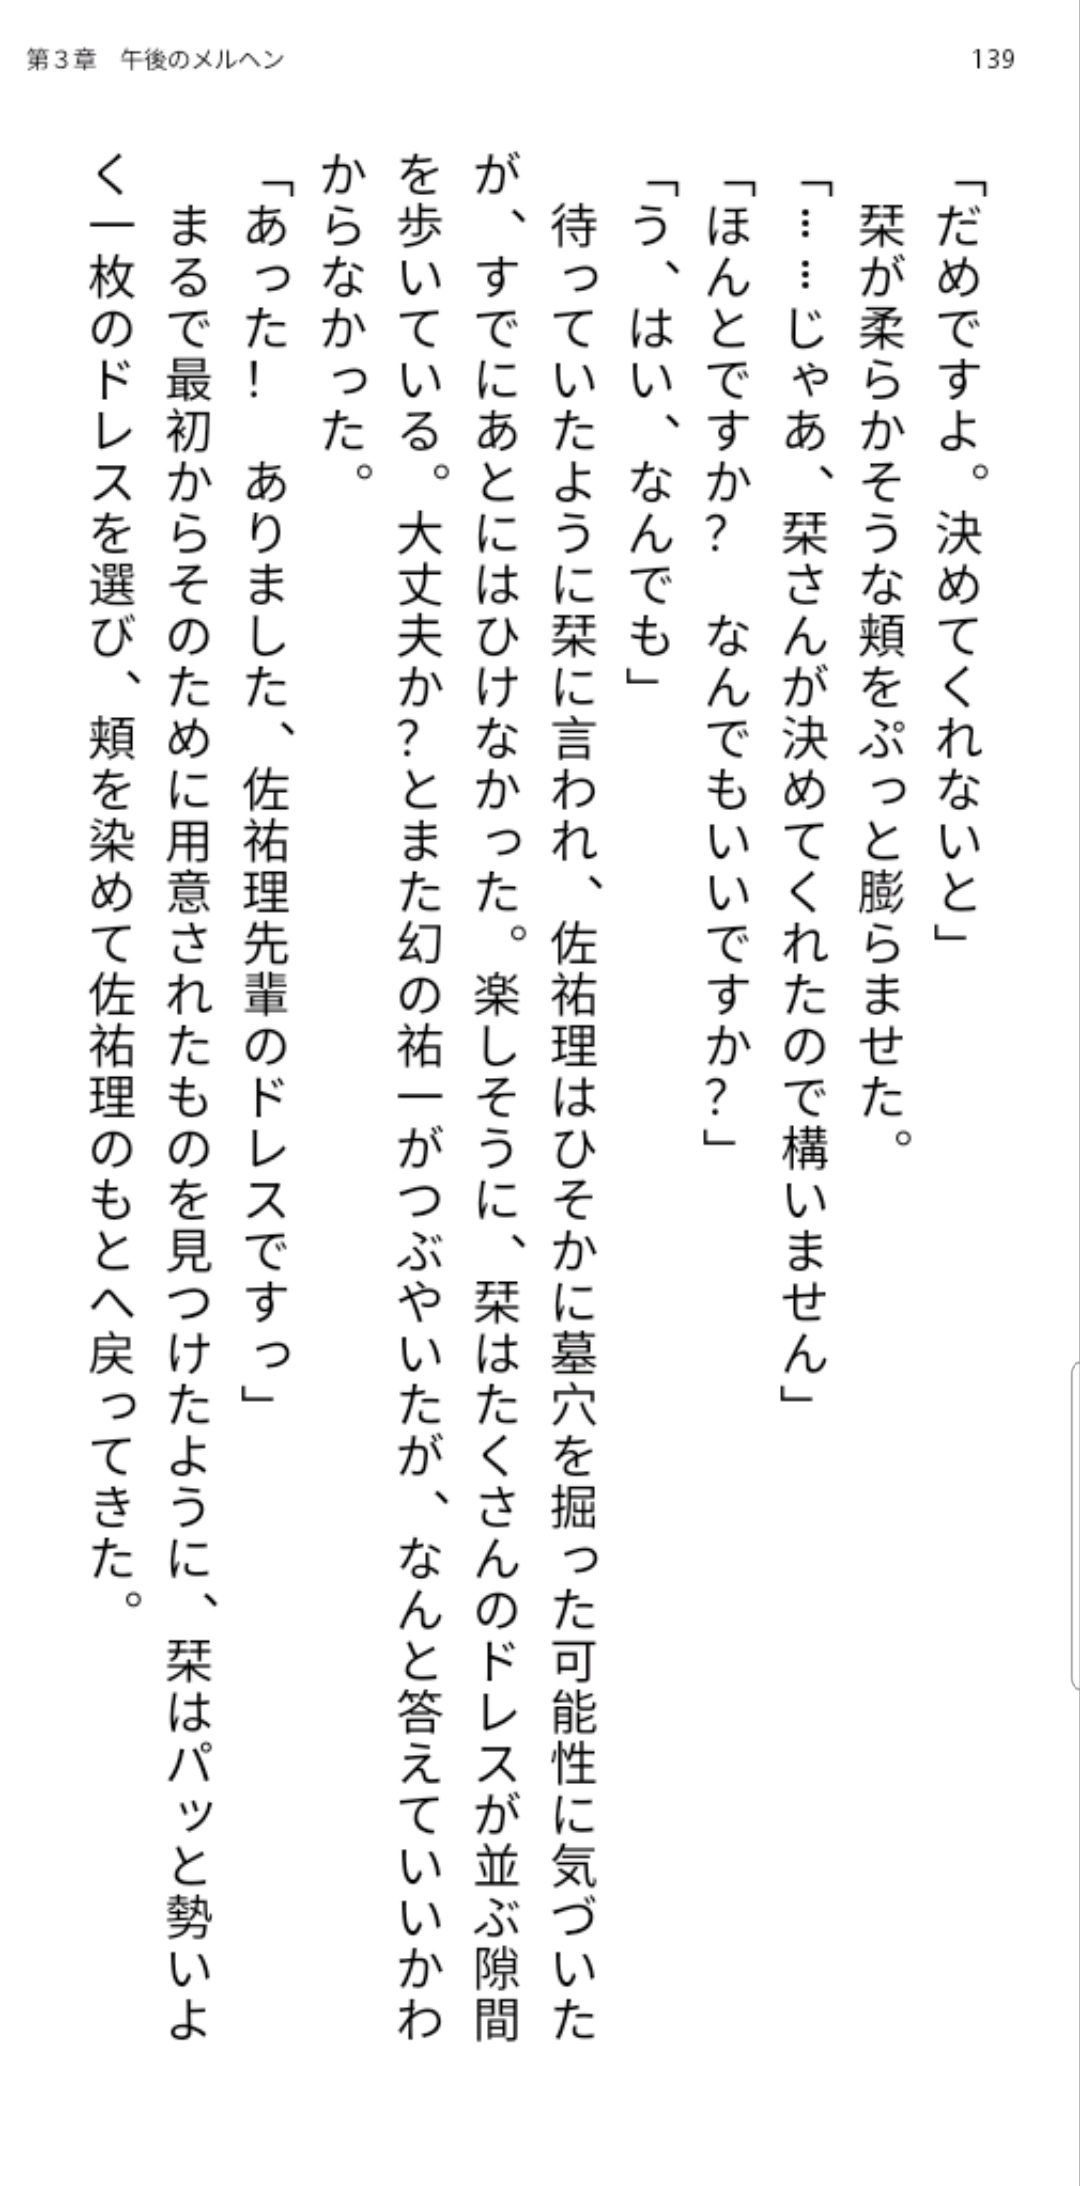 第3章　午後のメルヘン
139
「だめですよ。決めてくれないと」
　栞が柔らかそうな頬をぷっと膨らませた。
「……じゃあ、栞さんが決めてくれたので構いません」
「ほんとですか？　なんでもいいですか？」
「う、はい、なんでも」
　待っていたように栞に言われ、佐祐理はひそかに墓穴を掘った可能性に気づいた
が、すでにあとにはひけなかった。楽しそうに、栞はたくさんのドレスが並ぶ隙間
を歩いている。大丈夫か？とまた幻の祐一がつぶやいたが、なんと答えていいかわ
からなかった。
「あった！　ありました、佐祐理先輩のドレスですっ」
　まるで最初からそのために用意されたものを見つけたように、栞はパッと勢いよ
く一枚のドレスを選び、頬を染めて佐祐理のもとへ戻ってきた。